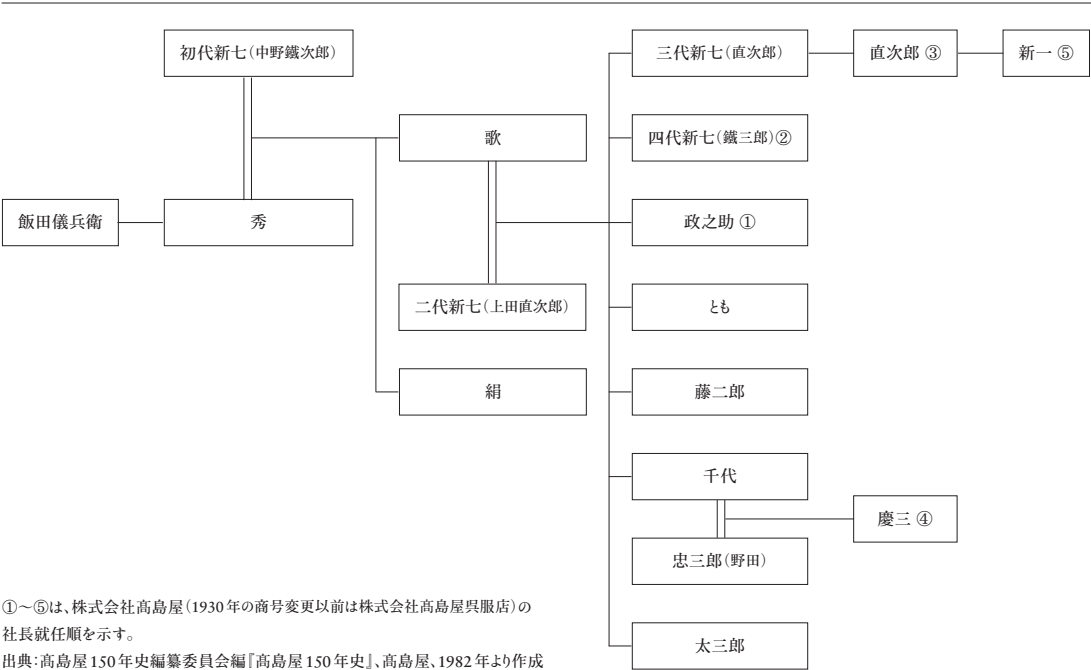 初代新七（中野鐵次郎）
三代新七（直次郎）
直次郎 ③
新一 ⑤
歌
四代新七（鐵三郎）②
飯田儀兵衛
秀
政之助 ①
二代新七（上田直次郎）
とも
絹
藤二郎
千代
慶三 ④
忠三郎（野田）
太三郎
①～⑤は、株式会社髙島屋（1930年の商号変更以前は株式会社髙島屋呉服店）の
社長就任順を示す。
出典：髙島屋150年史編纂委員会編『髙島屋150年史』、髙島屋、1982年より作成